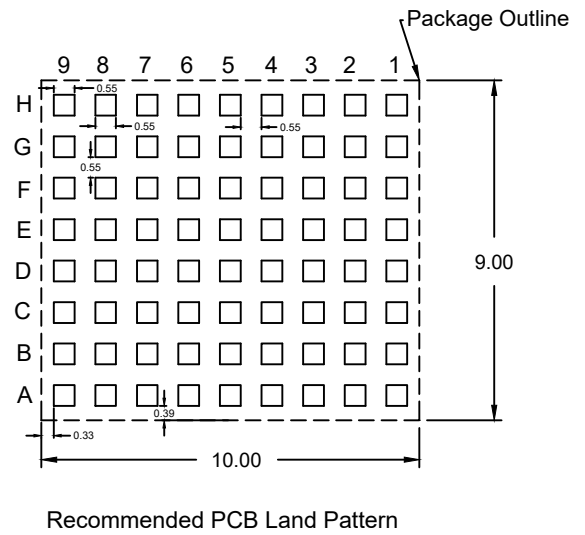 Package Outline
9 8 7 6 5 4 3 2 1
0.55
H
0.55 0.55
G
0.55
F
E
D
9.00
C
B
A
0.39
0.33
10.00
Recommended PCB Land Pattern